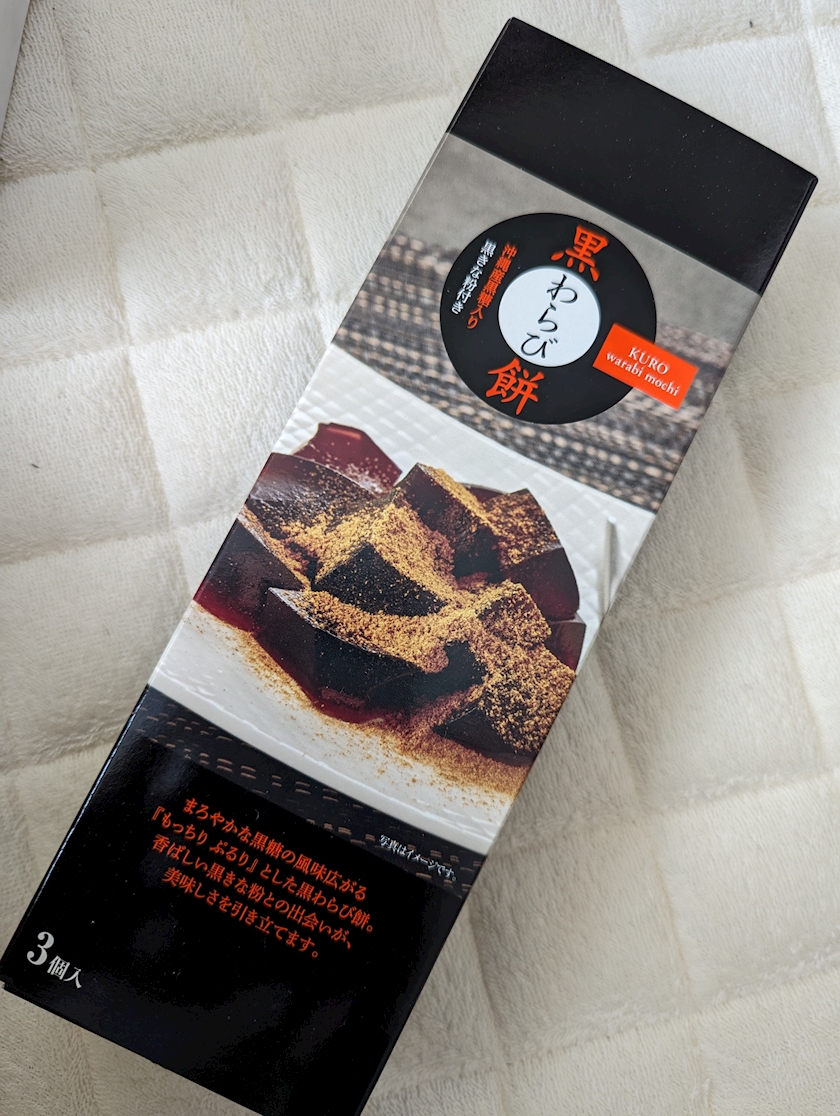 黒
わらび
餅
沖縄産黒糖入り
黒きな粉付き
KURO
warabi mochi
写真はイメージです。
まろやかな黒糖の風味広がる
『もっちり ぷるり』とした黒わらび餅。
香ばしい黒きな粉との出会いが、
美味しさを引き立てます。
3個入